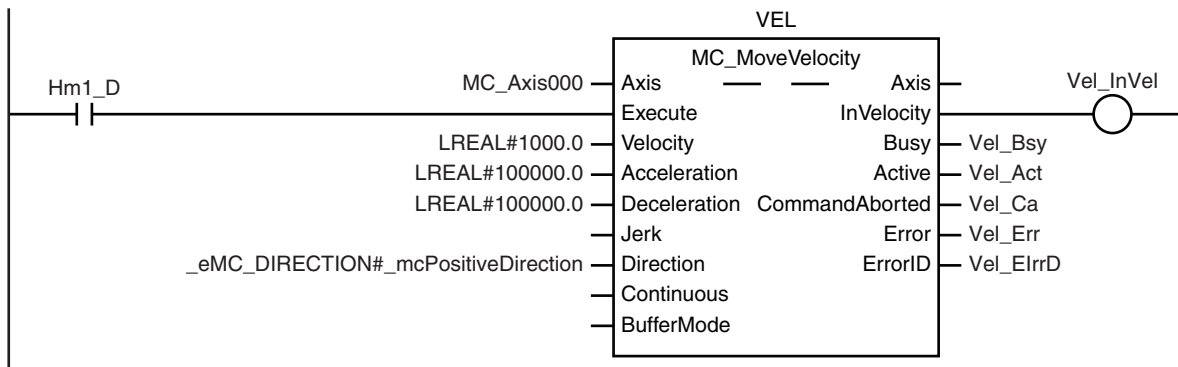 VEL
MC_MoveVelocity
Hm1_D
MC_Axis000 Axis Axis Vel_InVel
Execute InVelocity
LREAL#1000.0 Velocity Busy Vel_Bsy
LREAL#100000.0 Acceleration Active Vel_Act
LREAL#100000.0 Deceleration CommandAborted Vel_Ca
Jerk Error Vel_Err
_eMC_DIRECTION#_mcPositiveDirection Direction ErrorID Vel_EIrrD
Continuous
BufferMode